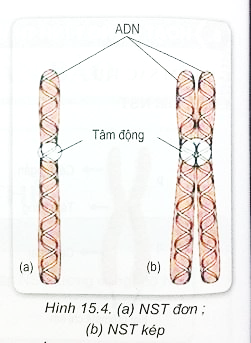 ADN
Tâm động
(a)
(b)
Hình 15.4. (a) NST đơn ;
(b) NST kép